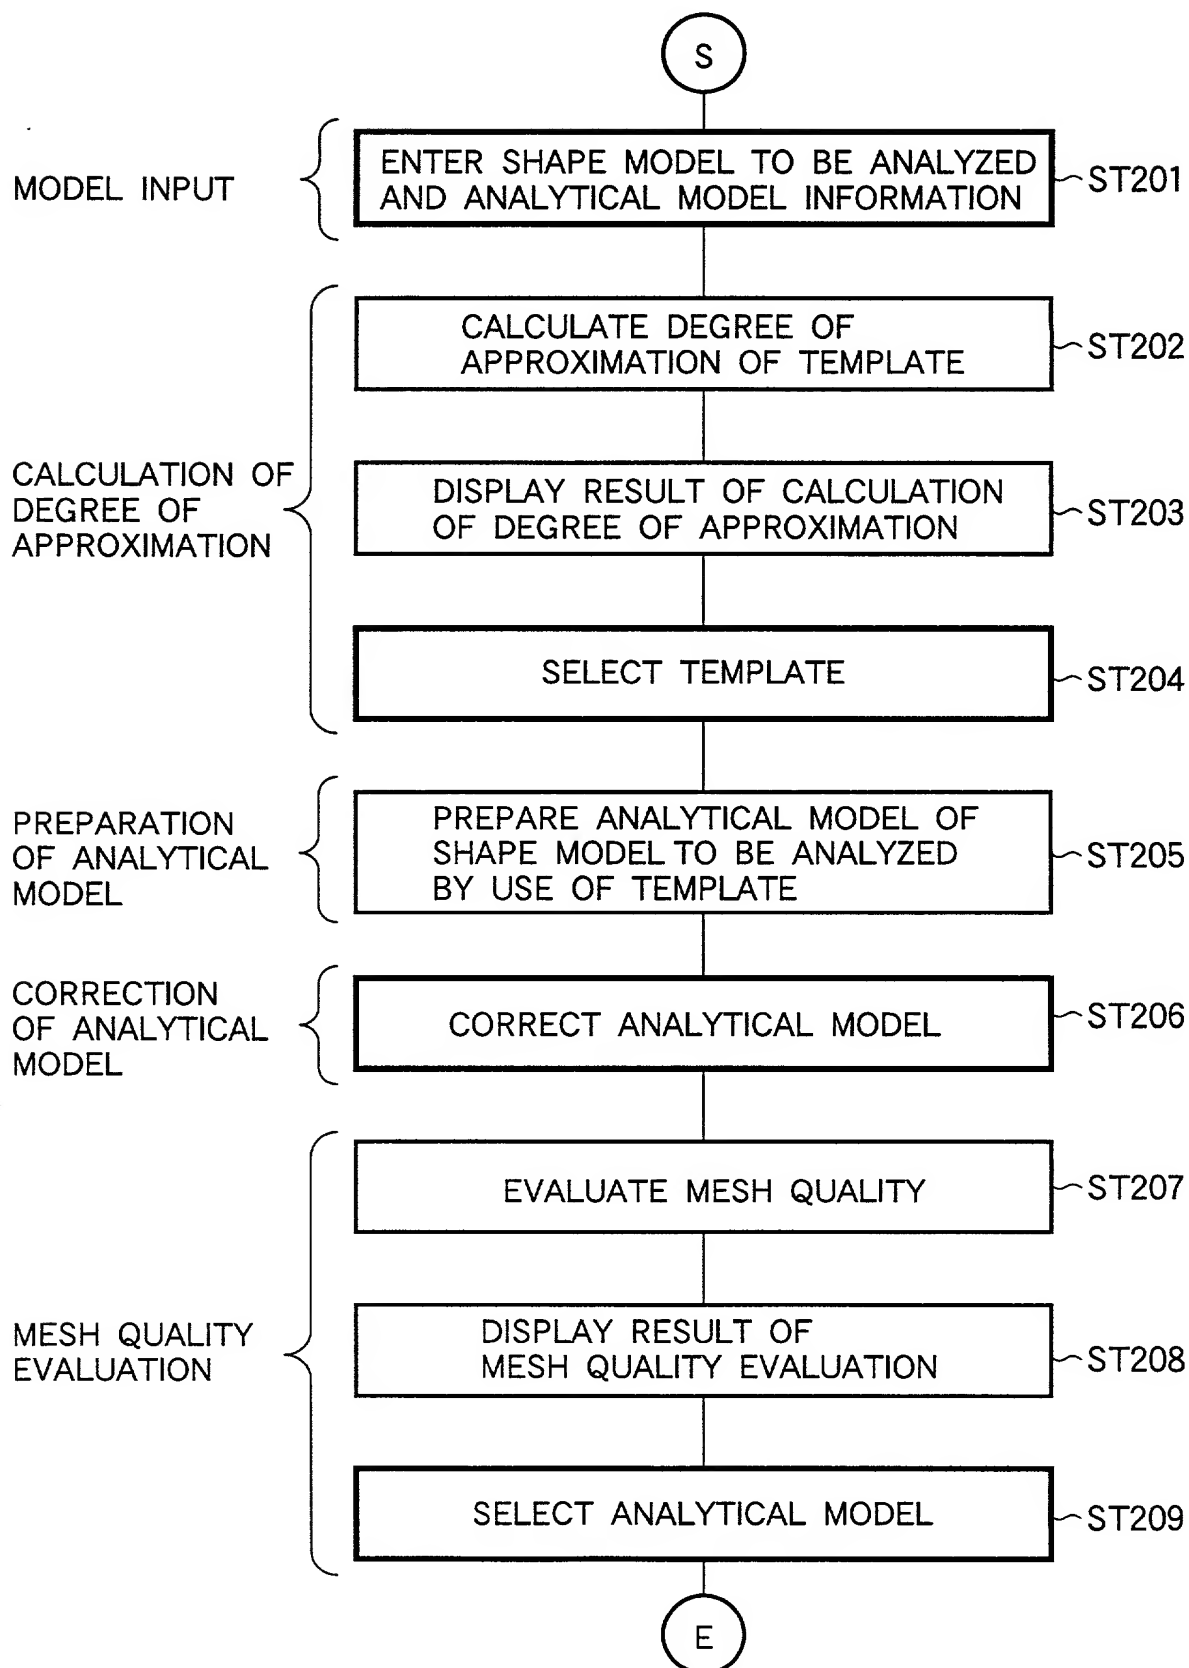 S
MODEL INPUT
ENTER SHAPE MODEL TO BE ANALYZED
AND ANALYTICAL MODEL INFORMATION
ST201
CALCULATION OF
DEGREE OF
APPROXIMATION
CALCULATE DEGREE OF
APPROXIMATION OF TEMPLATE
ST202
DISPLAY RESULT OF CALCULATION
OF DEGREE OF APPROXIMATION
ST203
SELECT TEMPLATE
ST204
PREPARATION
OF ANALYTICAL
MODEL
PREPARE ANALYTICAL MODEL OF
SHAPE MODEL TO BE ANALYZED
BY USE OF TEMPLATE
ST205
CORRECTION
OF ANALYTICAL
MODEL
CORRECT ANALYTICAL MODEL
ST206
MESH QUALITY
EVALUATION
EVALUATE MESH QUALITY
ST207
DISPLAY RESULT OF
MESH QUALITY EVALUATION
ST208
SELECT ANALYTICAL MODEL
ST209
E